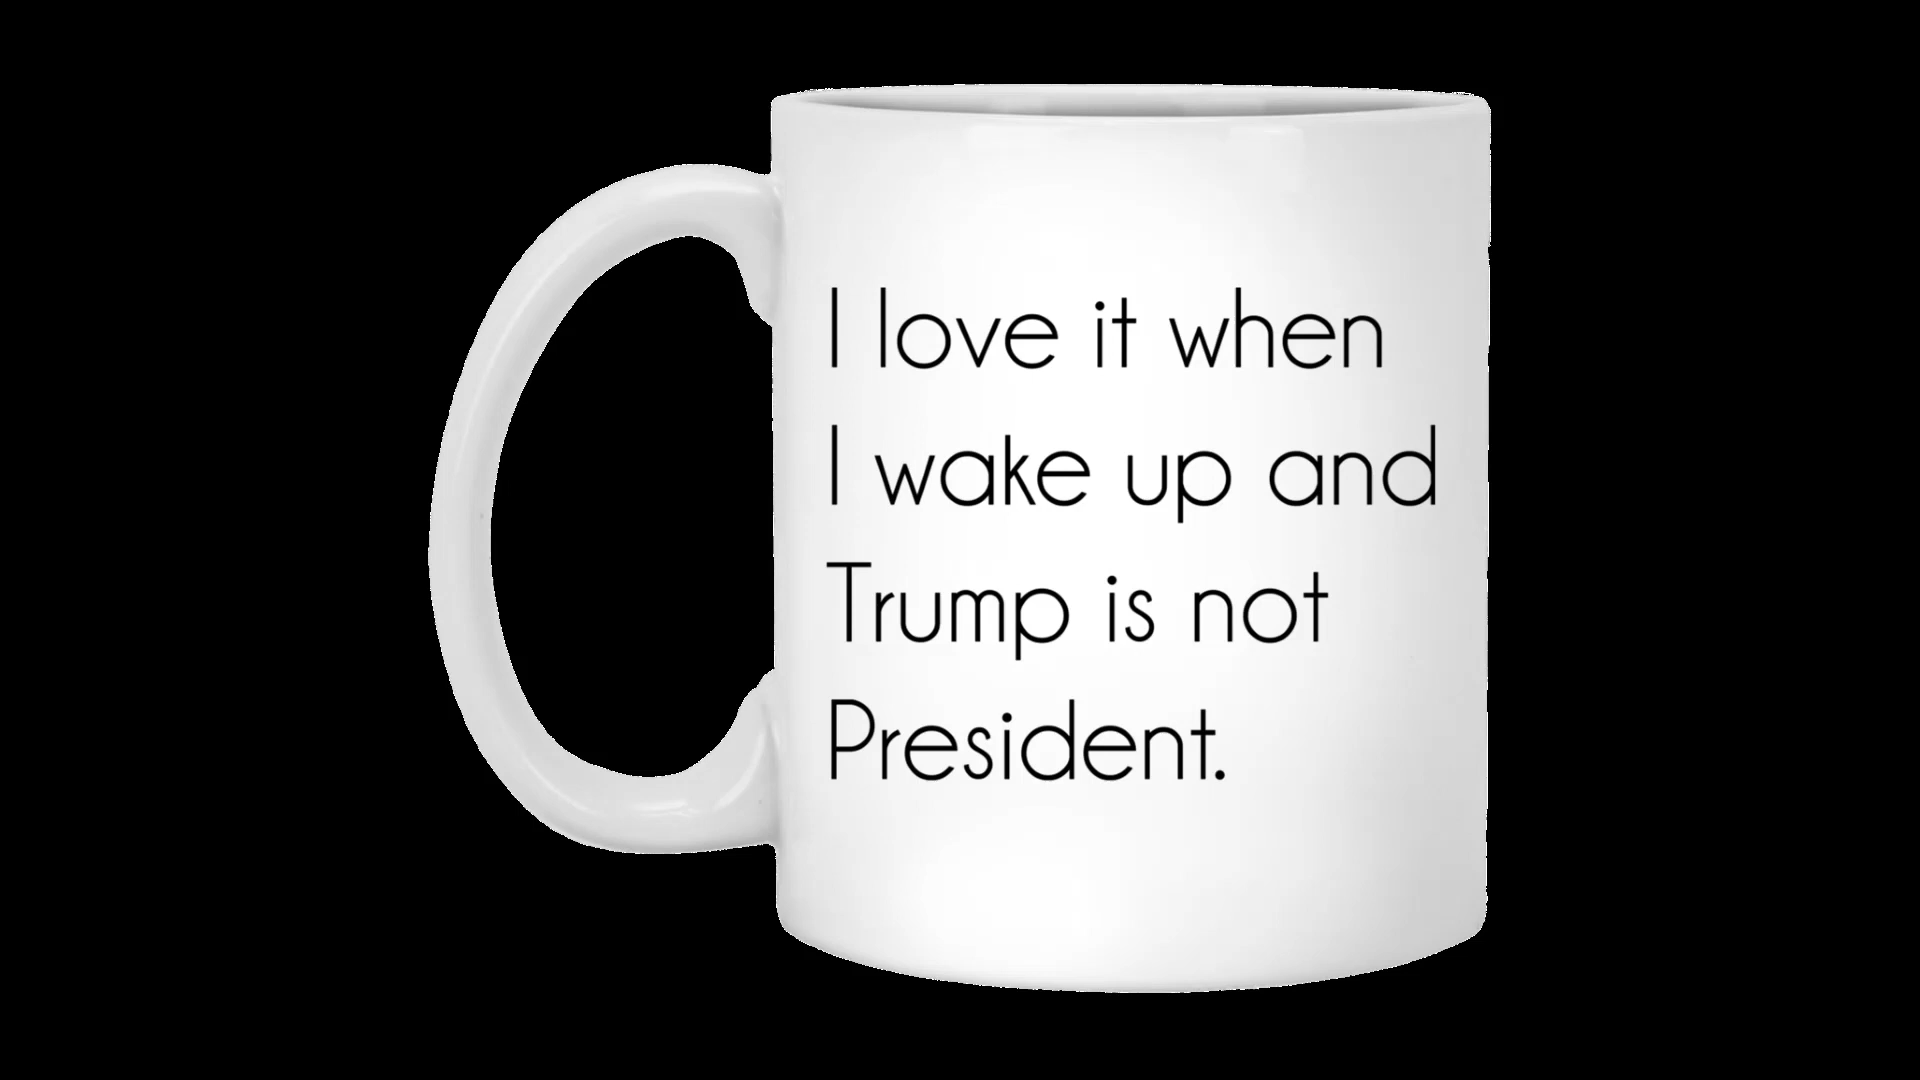 I love it when
I wake up and
Trump is not
President.